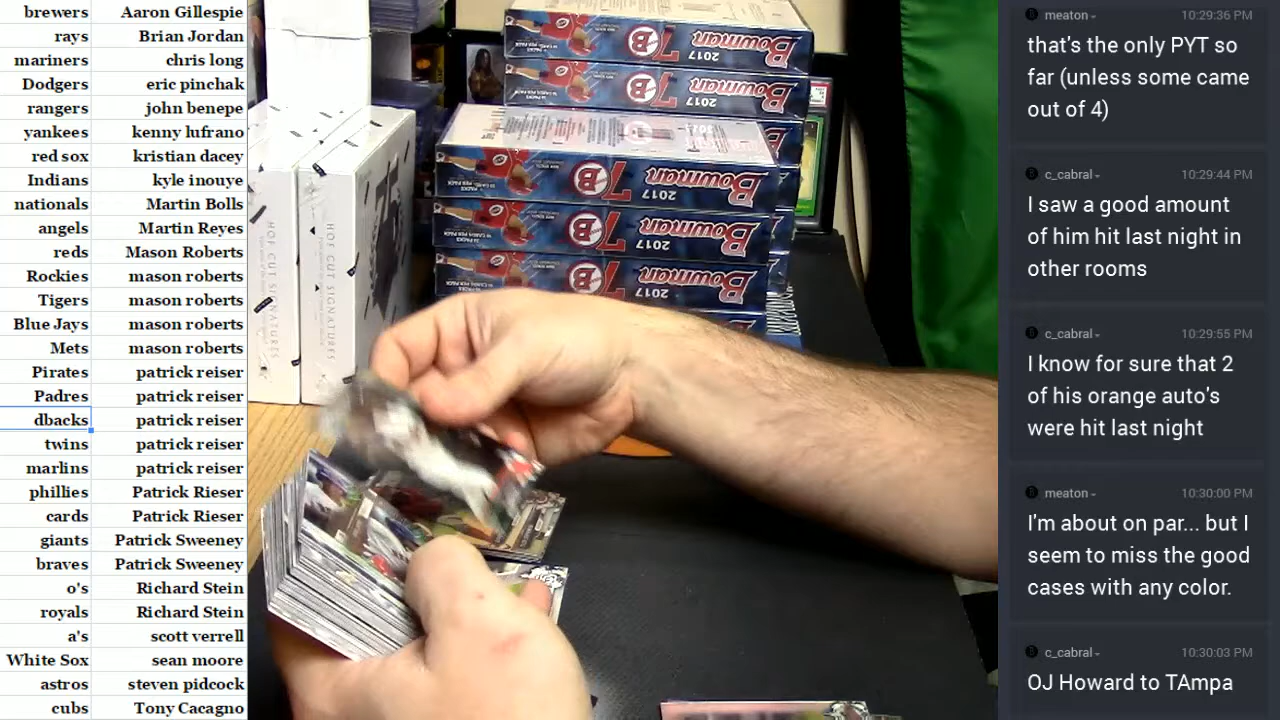 brewers Aaron Gillespie
rays Brian Jordan
mariners chris long
Dodgers eric pinchak
rangers john benepe
yankees kenny lufrano
red sox kristian dacey
Indians kyle inouye
nationals Martin Bolls
angels Martin Reyes
reds Mason Roberts
Rockies mason roberts
Tigers mason roberts
Blue Jays mason roberts
Mets mason roberts
Pirates patrick reiser
Padres patrick reiser
dbacks patrick reiser
twins patrick reiser
marlins patrick reiser
phillies Patrick Rieser
cards Patrick Rieser
giants Patrick Sweeney
braves Patrick Sweeney
o's Richard Stein
royals Richard Stein
a's scott verrell
White Sox sean moore
astros steven pidcock
cubs Tony Cacagno
2017 Bowman
2017 Bowman
2017 Bowman
2017 Bowman
2017 Bowman
HOF CUT SIGNATURES
HOF CUT SIGNATURES
meaton 10:29:36 PM
that's the only PYT so
far (unless some came
out of 4)
c_cabral 10:29:44 PM
I saw a good amount
of him hit last night in
other rooms
c_cabral 10:29:55 PM
I know for sure that 2
of his orange auto's
were hit last night
meaton 10:30:00 PM
I'm about on par... but I
seem to miss the good
cases with any color.
c_cabral 10:30:03 PM
OJ Howard to TAmpa